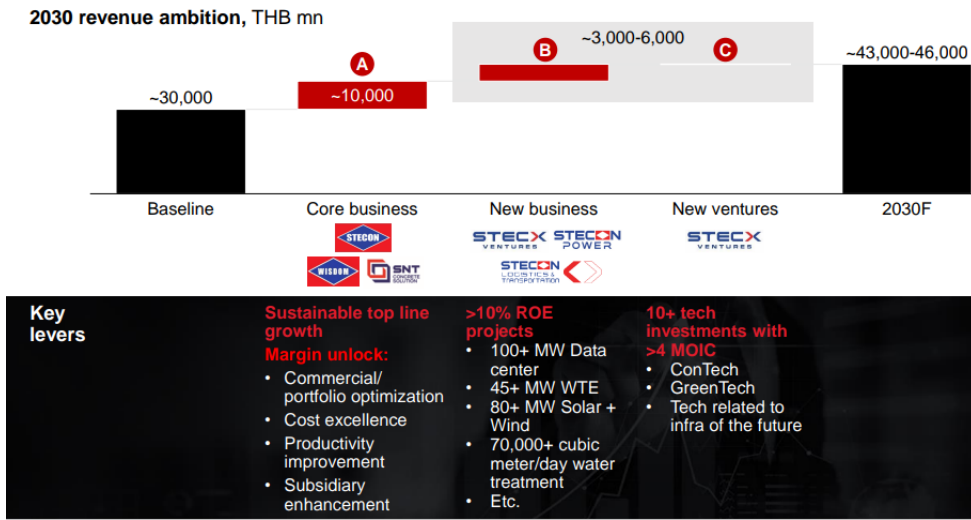 2030 revenue ambition, THB mn
~30,000
A
~10,000
B
~3,000-6,000
C
~43,000-46,000
Baseline
Core business
New business
New ventures
2030F
STECON
WISDOM
SNT
CONCRETE
SOLUTION
STECX
VENTURES
STECON
POWER
STECON
LOGISTICS &
TRANSPORTATION
STECX
VENTURES
Key
levers
Sustainable top line
growth
Margin unlock:
• Commercial/
portfolio optimization
• Cost excellence
• Productivity
improvement
• Subsidiary
enhancement
>10% ROE
projects
• 100+ MW Data
center
• 45+ MW WTE
• 80+ MW Solar +
Wind
• 70,000+ cubic
meter/day water
treatment
• Etc.
10+ tech
investments with
>4 MOIC
• ConTech
• GreenTech
• Tech related to
infra of the future